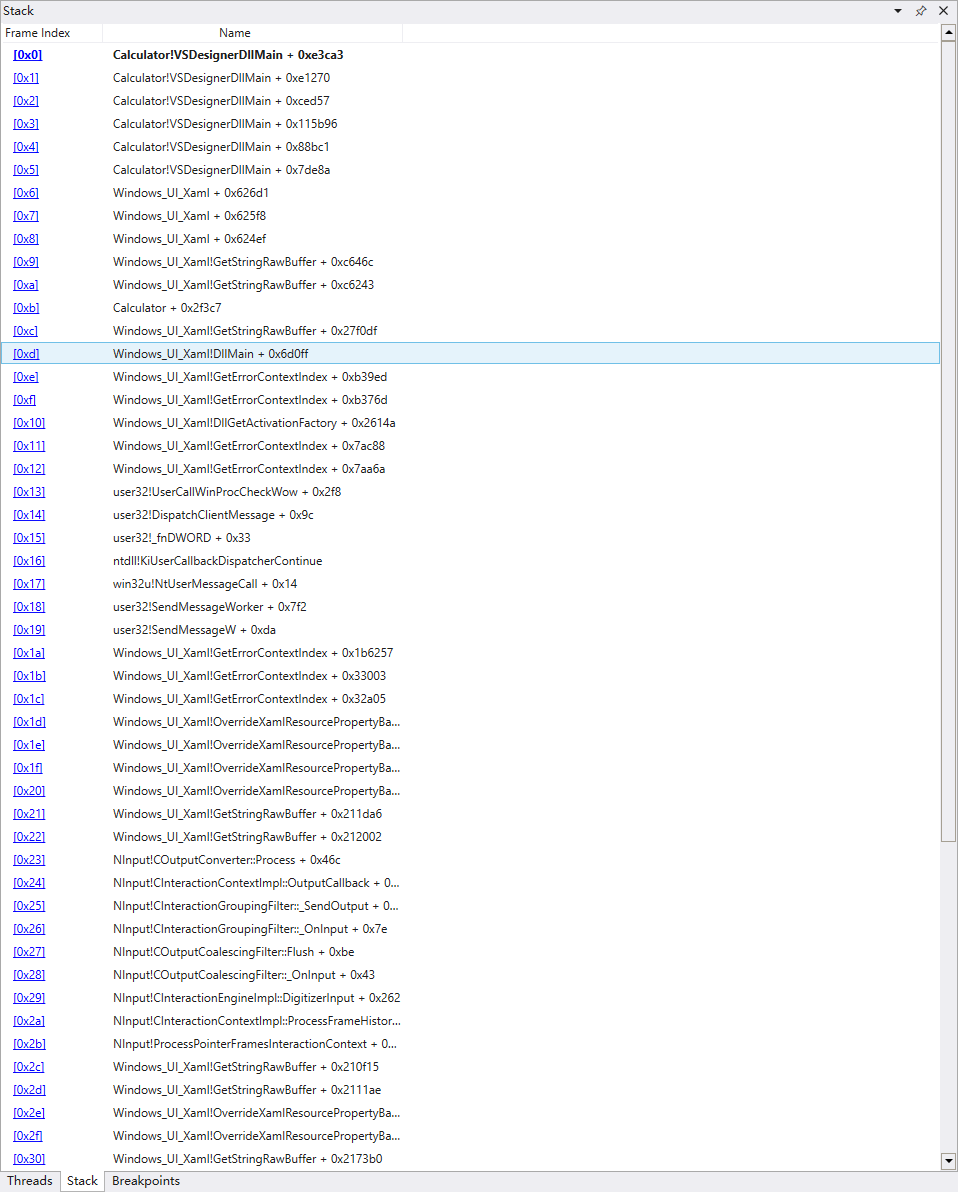 Stack
Frame Index Name
[0x0] Calculator!VSDesignerDllMain + 0xe3ca3
[0x1] Calculator!VSDesignerDllMain + 0xe1270
[0x2] Calculator!VSDesignerDllMain + 0xced57
[0x3] Calculator!VSDesignerDllMain + 0x115b96
[0x4] Calculator!VSDesignerDllMain + 0x88bc1
[0x5] Calculator!VSDesignerDllMain + 0x7de8a
[0x6] Windows_UI_Xaml + 0x626d1
[0x7] Windows_UI_Xaml + 0x625f8
[0x8] Windows_UI_Xaml + 0x624ef
[0x9] Windows_UI_Xaml!GetStringRawBuffer + 0xc646c
[0xa] Windows_UI_Xaml!GetStringRawBuffer + 0xc6243
[0xb] Calculator + 0x2f3c7
[0xc] Windows_UI_Xaml!GetStringRawBuffer + 0x27f0df
[0xd] Windows_UI_Xaml!DllMain + 0x6d0ff
[0xe] Windows_UI_Xaml!GetErrorContextIndex + 0xb39ed
[0xf] Windows_UI_Xaml!GetErrorContextIndex + 0xb376d
[0x10] Windows_UI_Xaml!DllGetActivationFactory + 0x2614a
[0x11] Windows_UI_Xaml!GetErrorContextIndex + 0x7ac88
[0x12] Windows_UI_Xaml!GetErrorContextIndex + 0x7aa6a
[0x13] user32!UserCallWinProcCheckWow + 0x2f8
[0x14] user32!DispatchClientMessage + 0x9c
[0x15] user32!_fnDWORD + 0x33
[0x16] ntdll!KiUserCallbackDispatcherContinue
[0x17] win32u!NtUserMessageCall + 0x14
[0x18] user32!SendMessageWorker + 0x7f2
[0x19] user32!SendMessageW + 0xda
[0x1a] Windows_UI_Xaml!GetErrorContextIndex + 0x1b6257
[0x1b] Windows_UI_Xaml!GetErrorContextIndex + 0x33003
[0x1c] Windows_UI_Xaml!GetErrorContextIndex + 0x32a05
[0x1d] Windows_UI_Xaml!OverrideXamlResourcePropertyBa...
[0x1e] Windows_UI_Xaml!OverrideXamlResourcePropertyBa...
[0x1f] Windows_UI_Xaml!OverrideXamlResourcePropertyBa...
[0x20] Windows_UI_Xaml!OverrideXamlResourcePropertyBa...
[0x21] Windows_UI_Xaml!GetStringRawBuffer + 0x211da6
[0x22] Windows_UI_Xaml!GetStringRawBuffer + 0x212002
[0x23] NInput!COutputConverter::Process + 0x46c
[0x24] NInput!CInteractionContextImpl::OutputCallback + 0...
[0x25] NInput!CInteractionGroupingFilter::_SendOutput + 0...
[0x26] NInput!CInteractionGroupingFilter::_OnInput + 0x7e
[0x27] NInput!COutputCoalescingFilter::Flush + 0xbe
[0x28] NInput!COutputCoalescingFilter::_OnInput + 0x43
[0x29] NInput!CInteractionEngineImpl::DigitizerInput + 0x262
[0x2a] NInput!CInteractionContextImpl::ProcessFrameHistor...
[0x2b] NInput!ProcessPointerFramesInteractionContext + 0...
[0x2c] Windows_UI_Xaml!GetStringRawBuffer + 0x210f15
[0x2d] Windows_UI_Xaml!GetStringRawBuffer + 0x2111ae
[0x2e] Windows_UI_Xaml!OverrideXamlResourcePropertyBa...
[0x2f] Windows_UI_Xaml!OverrideXamlResourcePropertyBa...
[0x30] Windows_UI_Xaml!GetStringRawBuffer + 0x2173b0
Threads Stack Breakpoints